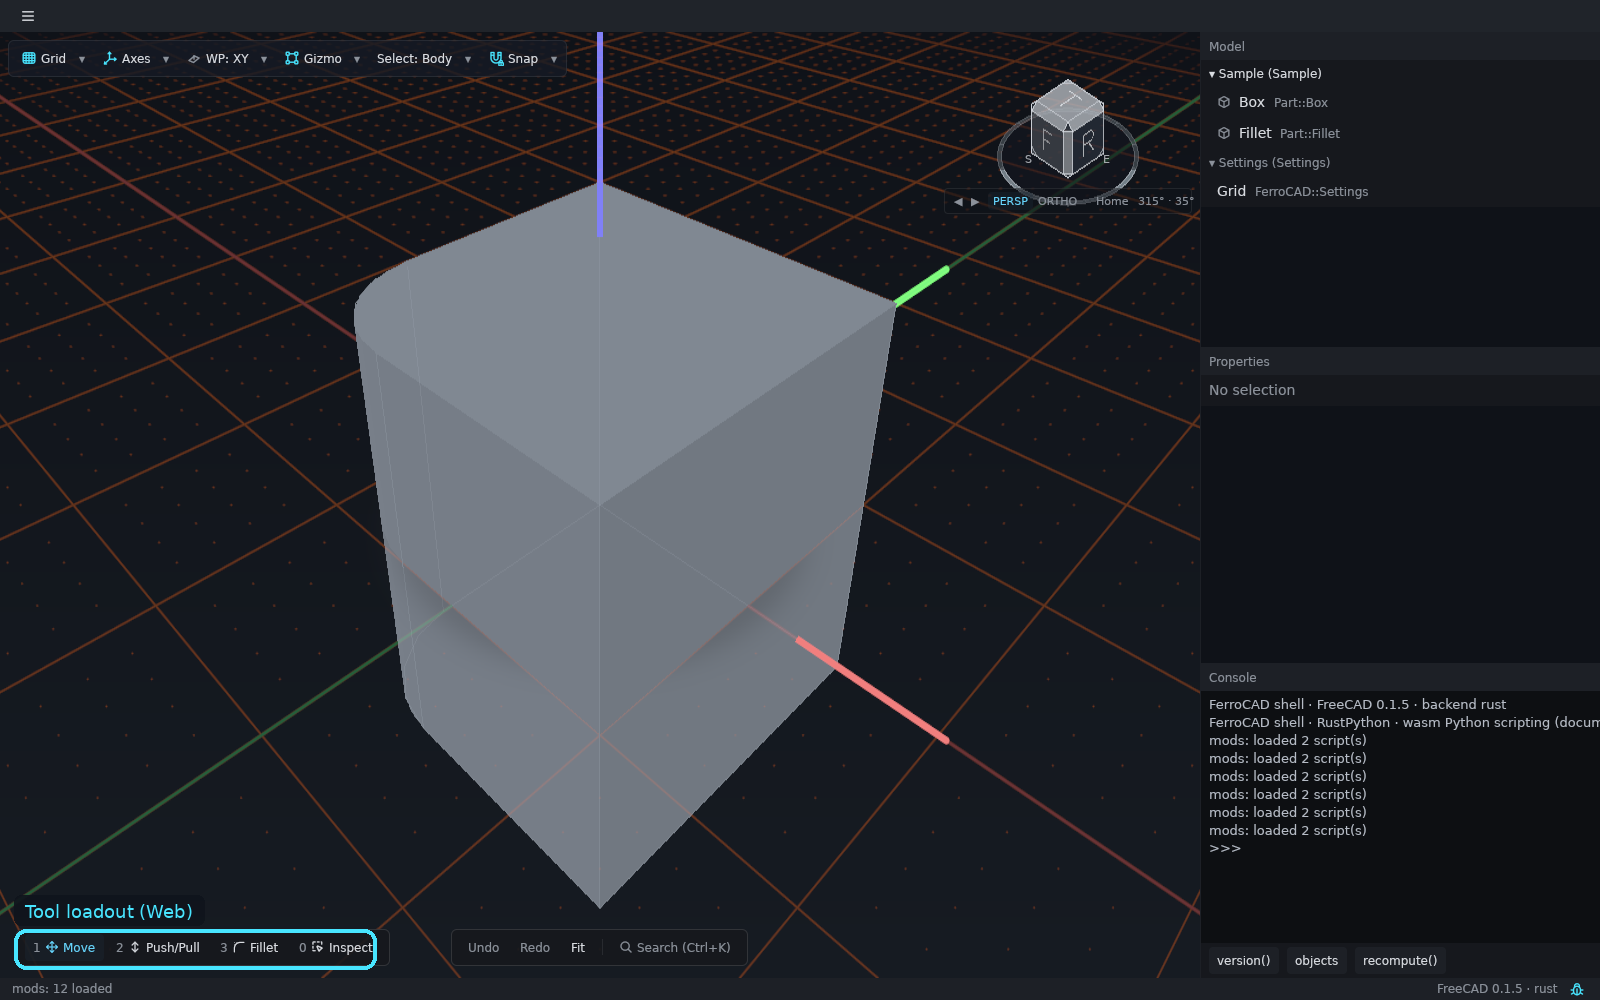 Grid Axes WP: XY Gizmo Select: Body Snap
T
F R
S E
PERSP ORTHO Home 315° · 35°
Model
Sample (Sample)
Box Part::Box
Fillet Part::Fillet
Settings (Settings)
Grid FerroCAD::Settings
Properties
No selection
Console
FerroCAD shell · FreeCAD 0.1.5 · backend rust
FerroCAD shell · RustPython · wasm Python scripting (docum
mods: loaded 2 script(s)
mods: loaded 2 script(s)
mods: loaded 2 script(s)
mods: loaded 2 script(s)
mods: loaded 2 script(s)
mods: loaded 2 script(s)
>>>
version() objects recompute()
Tool loadout (Web)
1 Move 2 Push/Pull 3 Fillet 0 Inspect
Undo Redo Fit Search (Ctrl+K)
mods: 12 loaded
FreeCAD 0.1.5 · rust